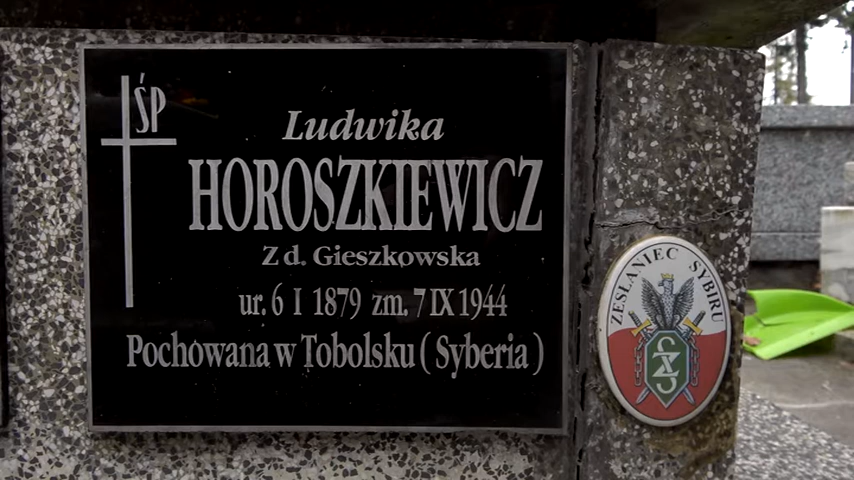 ŚP
Ludwika
HOROSZKIEWICZ
Z d. Gieszkowska
ur. 6 I 1879 zm. 7 IX 1944
Pochowana w Tobolsku ( Syberia )
ZESŁANIEC SYBIRU